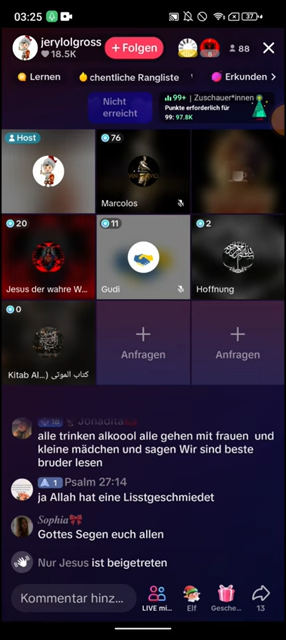 03:25
37
jerylolgross
18.5K
+ Folgen
88
Lernen
chentliche Rangliste
Erkunden
Nicht
erreicht
99+ | Zuschauer*innen
Punkte erforderlich für
99: 97.8K
Host
76
Marcolos
20
Jesus der wahre W...
11
Gudi
2
Hoffnung
0
Kitab Al...(كتاب الموتى
Anfragen
Anfragen
Jonadita
alle trinken alkoool alle gehen mit frauen und
kleine mädchen und sagen Wir sind beste
bruder lesen
1 Psalm 27:14
ja Allah hat eine Lisstgeschmiedet
Sophia
Gottes Segen euch allen
Nur Jesus ist beigetreten
Kommentar hinz...
LIVE mi...
Elf
Gesche...
13